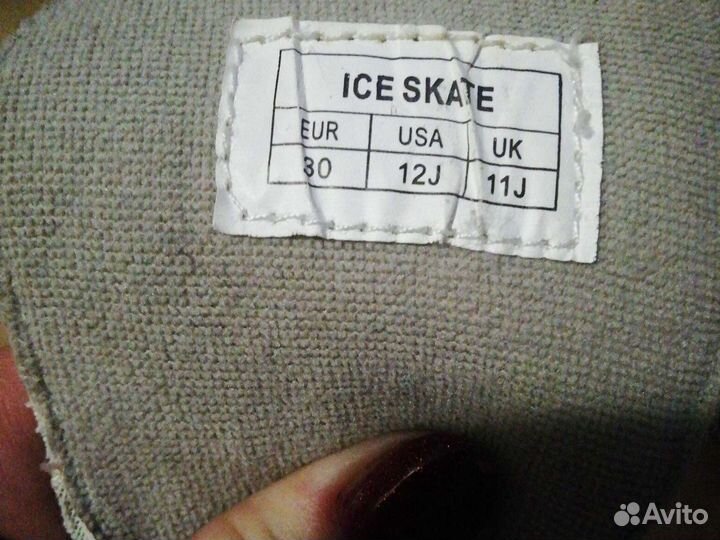 ICE SKATE
EUR USA UK
30 12J 11J
Avito